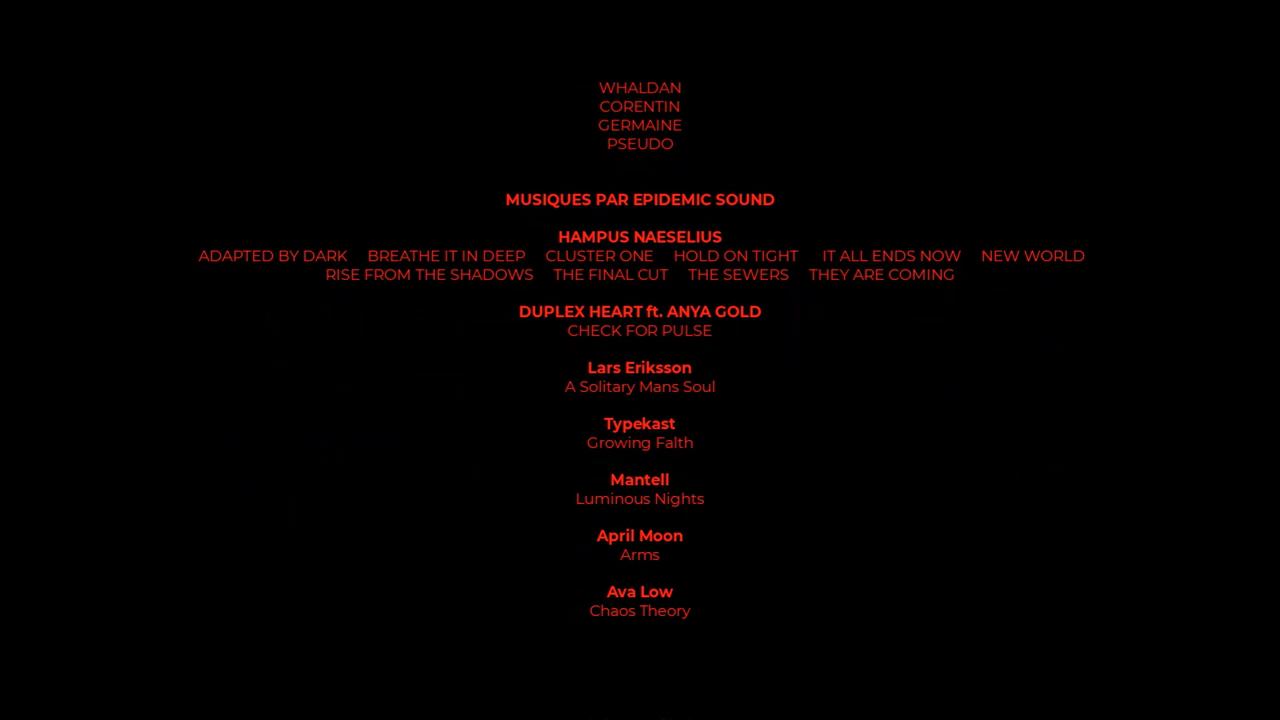 WHALDAN
CORENTIN
GERMAINE
PSEUDO
MUSIQUES PAR EPIDEMIC SOUND
HAMPUS NAESELIUS
ADAPTED BY DARK BREATHE IT IN DEEP CLUSTER ONE HOLD ON TIGHT IT ALL ENDS NOW NEW WORLD
RISE FROM THE SHADOWS THE FINAL CUT THE SEWERS THEY ARE COMING
DUPLEX HEART ft. ANYA GOLD
CHECK FOR PULSE
Lars Eriksson
A Solitary Mans Soul
Typekast
Growing Falth
Mantell
Luminous Nights
April Moon
Arms
Ava Low
Chaos Theory